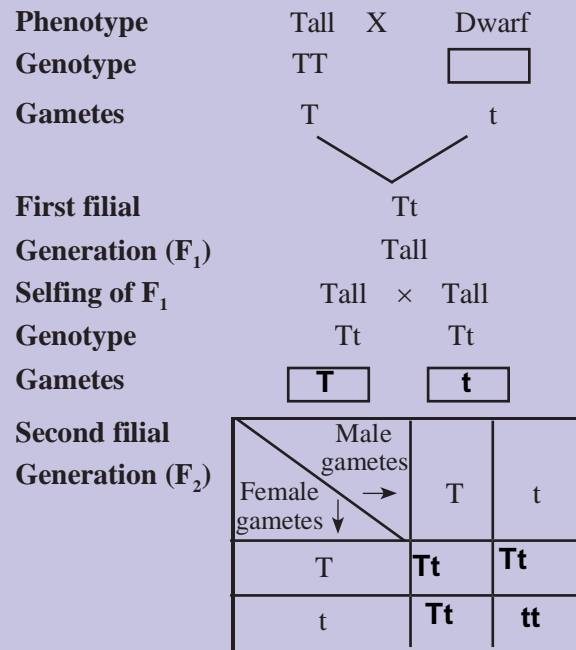 Phenotype Tall X Dwarf
Genotype TT
Gametes T t
First filial Tt
Generation (F₁) Tall
Selfing of F₁ Tall × Tall
Genotype Tt Tt
Gametes T t
Second filial
Generation (F₂)
Male
gametes →
Female
gametes ↓
T t
T Tt Tt
t Tt tt